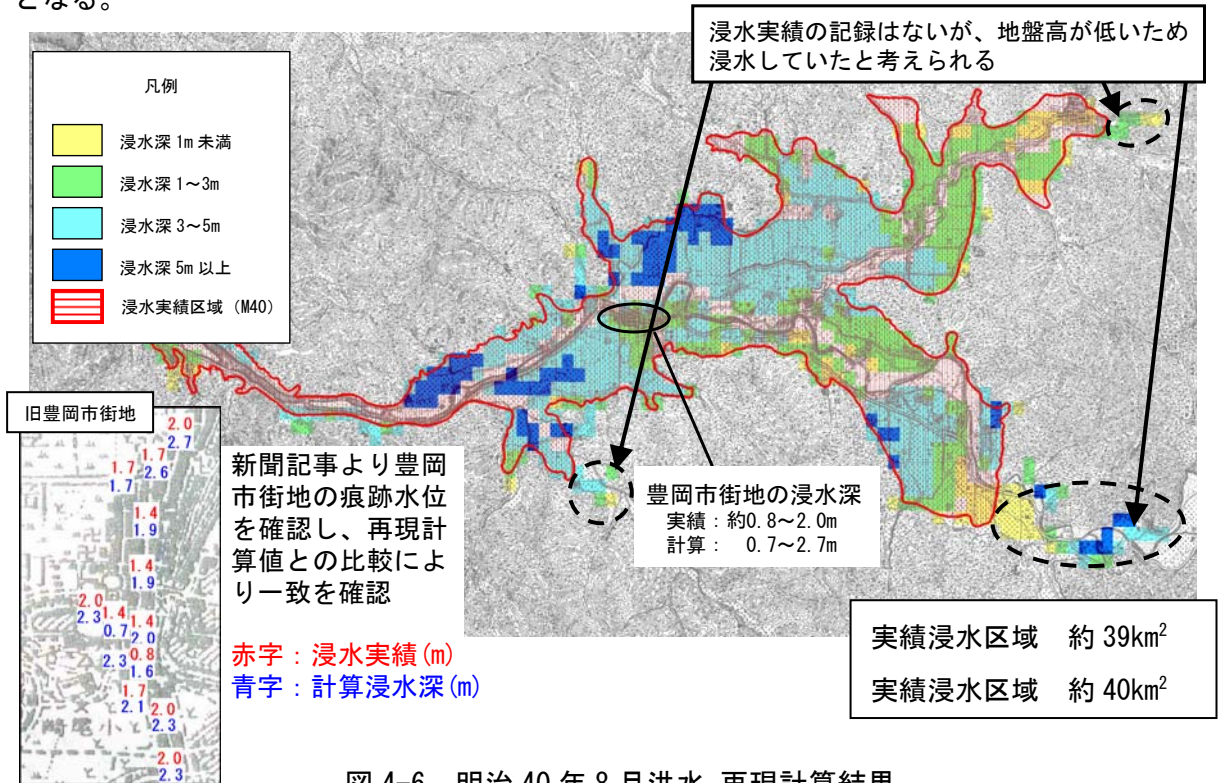 となる。
浸水実績の記録はないが、地盤高が低いため
浸水していたと考えられる
凡例
浸水深 1m 未満
浸水深 1～3m
浸水深 3～5m
浸水深 5m 以上
浸水実績区域（M40）
旧豊岡市街地
2.0
2.7
1.7
2.6
1.7
1.7
1.4
1.9
1.4
1.9
2.0
2.3
1.4
0.7
1.4
2.0
0.8
2.3
1.6
1.7
2.1
2.0
2.3
2.0
2.3
新聞記事より豊岡
市街地の痕跡水位
を確認し、再現計
算値との比較によ
り一致を確認
赤字：浸水実績(m)
青字：計算浸水深(m)
豊岡市街地の浸水深
実績：約0.8～2.0m
計算： 0.7～2.7m
実績浸水区域 約 39km²
実績浸水区域 約 40km²
図 4-6 明治 40 年 8 月洪水 再現計算結果